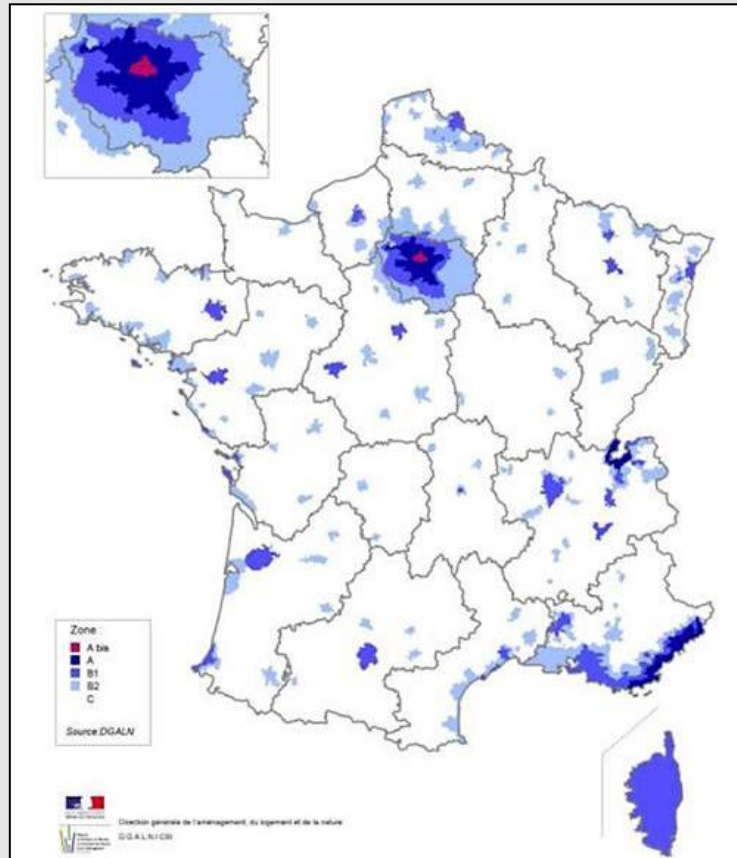 Zone :
A bis
A
B1
B2
C
Source:DGALN
Direction générale de l'aménagement, du logement et de la nature